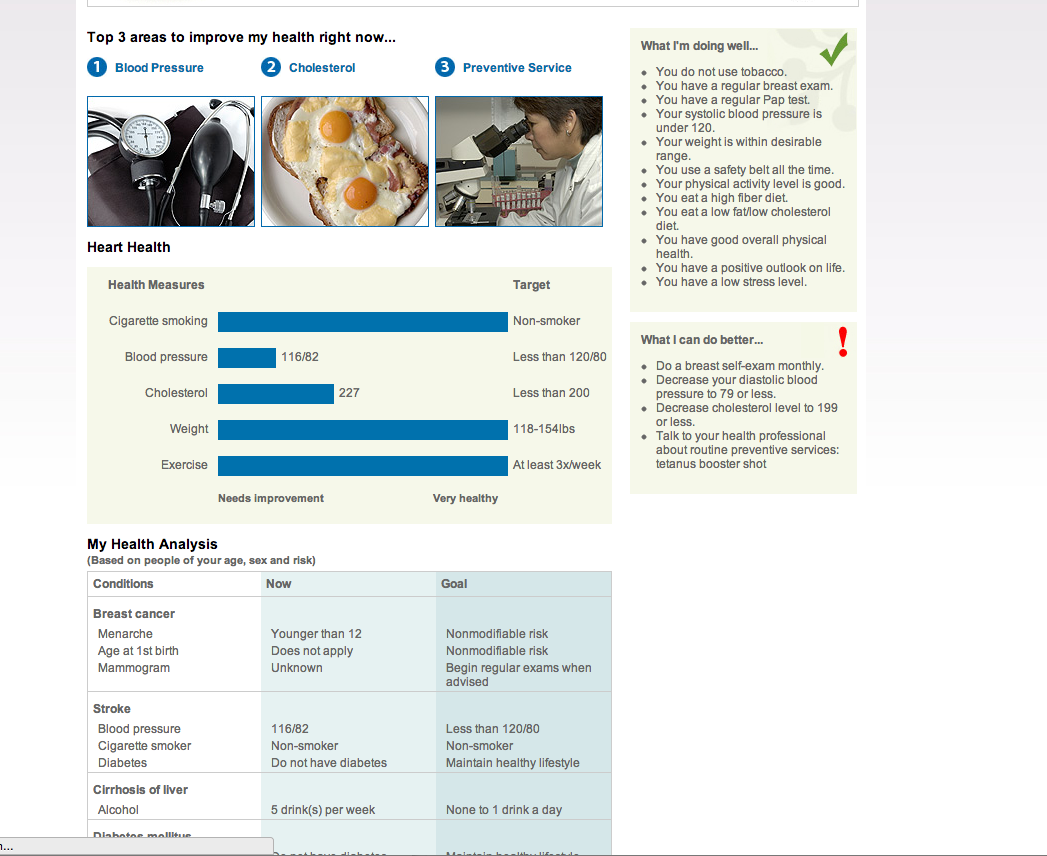 Top 3 areas to improve my health right now...
1 Blood Pressure
2 Cholesterol
3 Preventive Service
Heart Health
Health Measures Target
Cigarette smoking Non-smoker
Blood pressure 116/82 Less than 120/80
Cholesterol 227 Less than 200
Weight 118-154lbs
Exercise At least 3x/week
Needs improvement Very healthy
My Health Analysis
(Based on people of your age, sex and risk)
Conditions Now Goal
Breast cancer
Menarche Younger than 12 Nonmodifiable risk
Age at 1st birth Does not apply Nonmodifiable risk
Mammogram Unknown Begin regular exams when
advised
Stroke
Blood pressure 116/82 Less than 120/80
Cigarette smoker Non-smoker Non-smoker
Diabetes Do not have diabetes Maintain healthy lifestyle
Cirrhosis of liver
Alcohol 5 drink(s) per week None to 1 drink a day
Diabetes mellitus
Do not have diabetes Maintain healthy lifestyle
What I'm doing well...
• You do not use tobacco.
• You have a regular breast exam.
• You have a regular Pap test.
• Your systolic blood pressure is
under 120.
• Your weight is within desirable
range.
• You use a safety belt all the time.
• Your physical activity level is good.
• You eat a high fiber diet.
• You eat a low fat/low cholesterol
diet.
• You have good overall physical
health.
• You have a positive outlook on life.
• You have a low stress level.
What I can do better... !
• Do a breast self-exam monthly.
• Decrease your diastolic blood
pressure to 79 or less.
• Decrease cholesterol level to 199
or less.
• Talk to your health professional
about routine preventive services:
tetanus booster shot